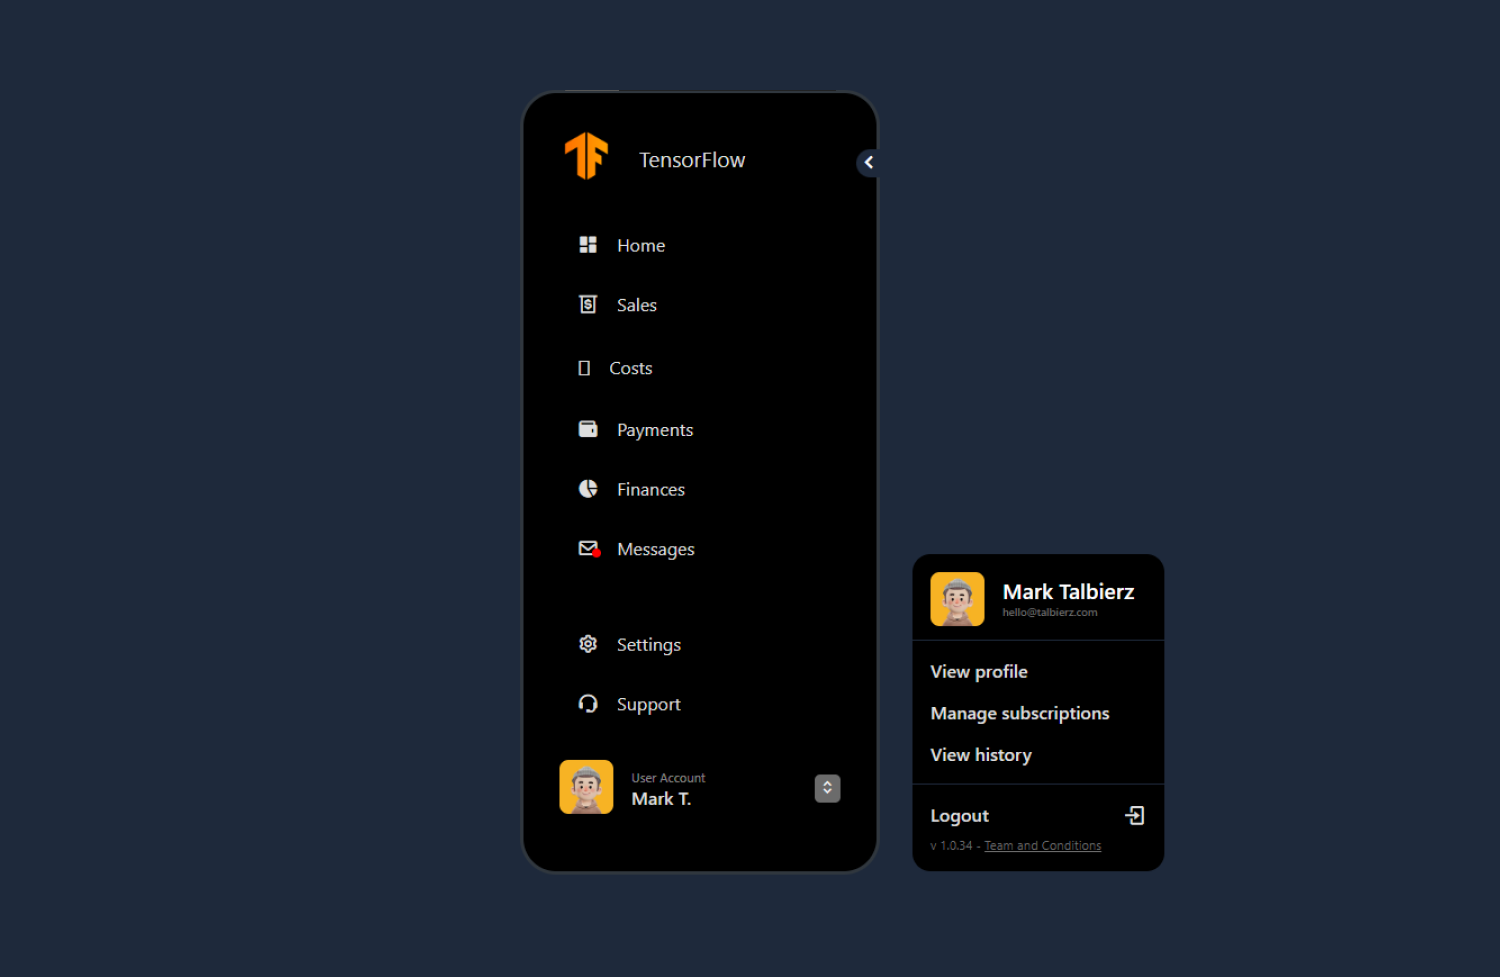 TensorFlow
Home
Sales
Costs
Payments
Finances
Messages
Settings
Support
User Account
Mark T.
Mark Talbierz
hello@talbierz.com
View profile
Manage subscriptions
View history
Logout
v 1.0.34 - Team and Conditions